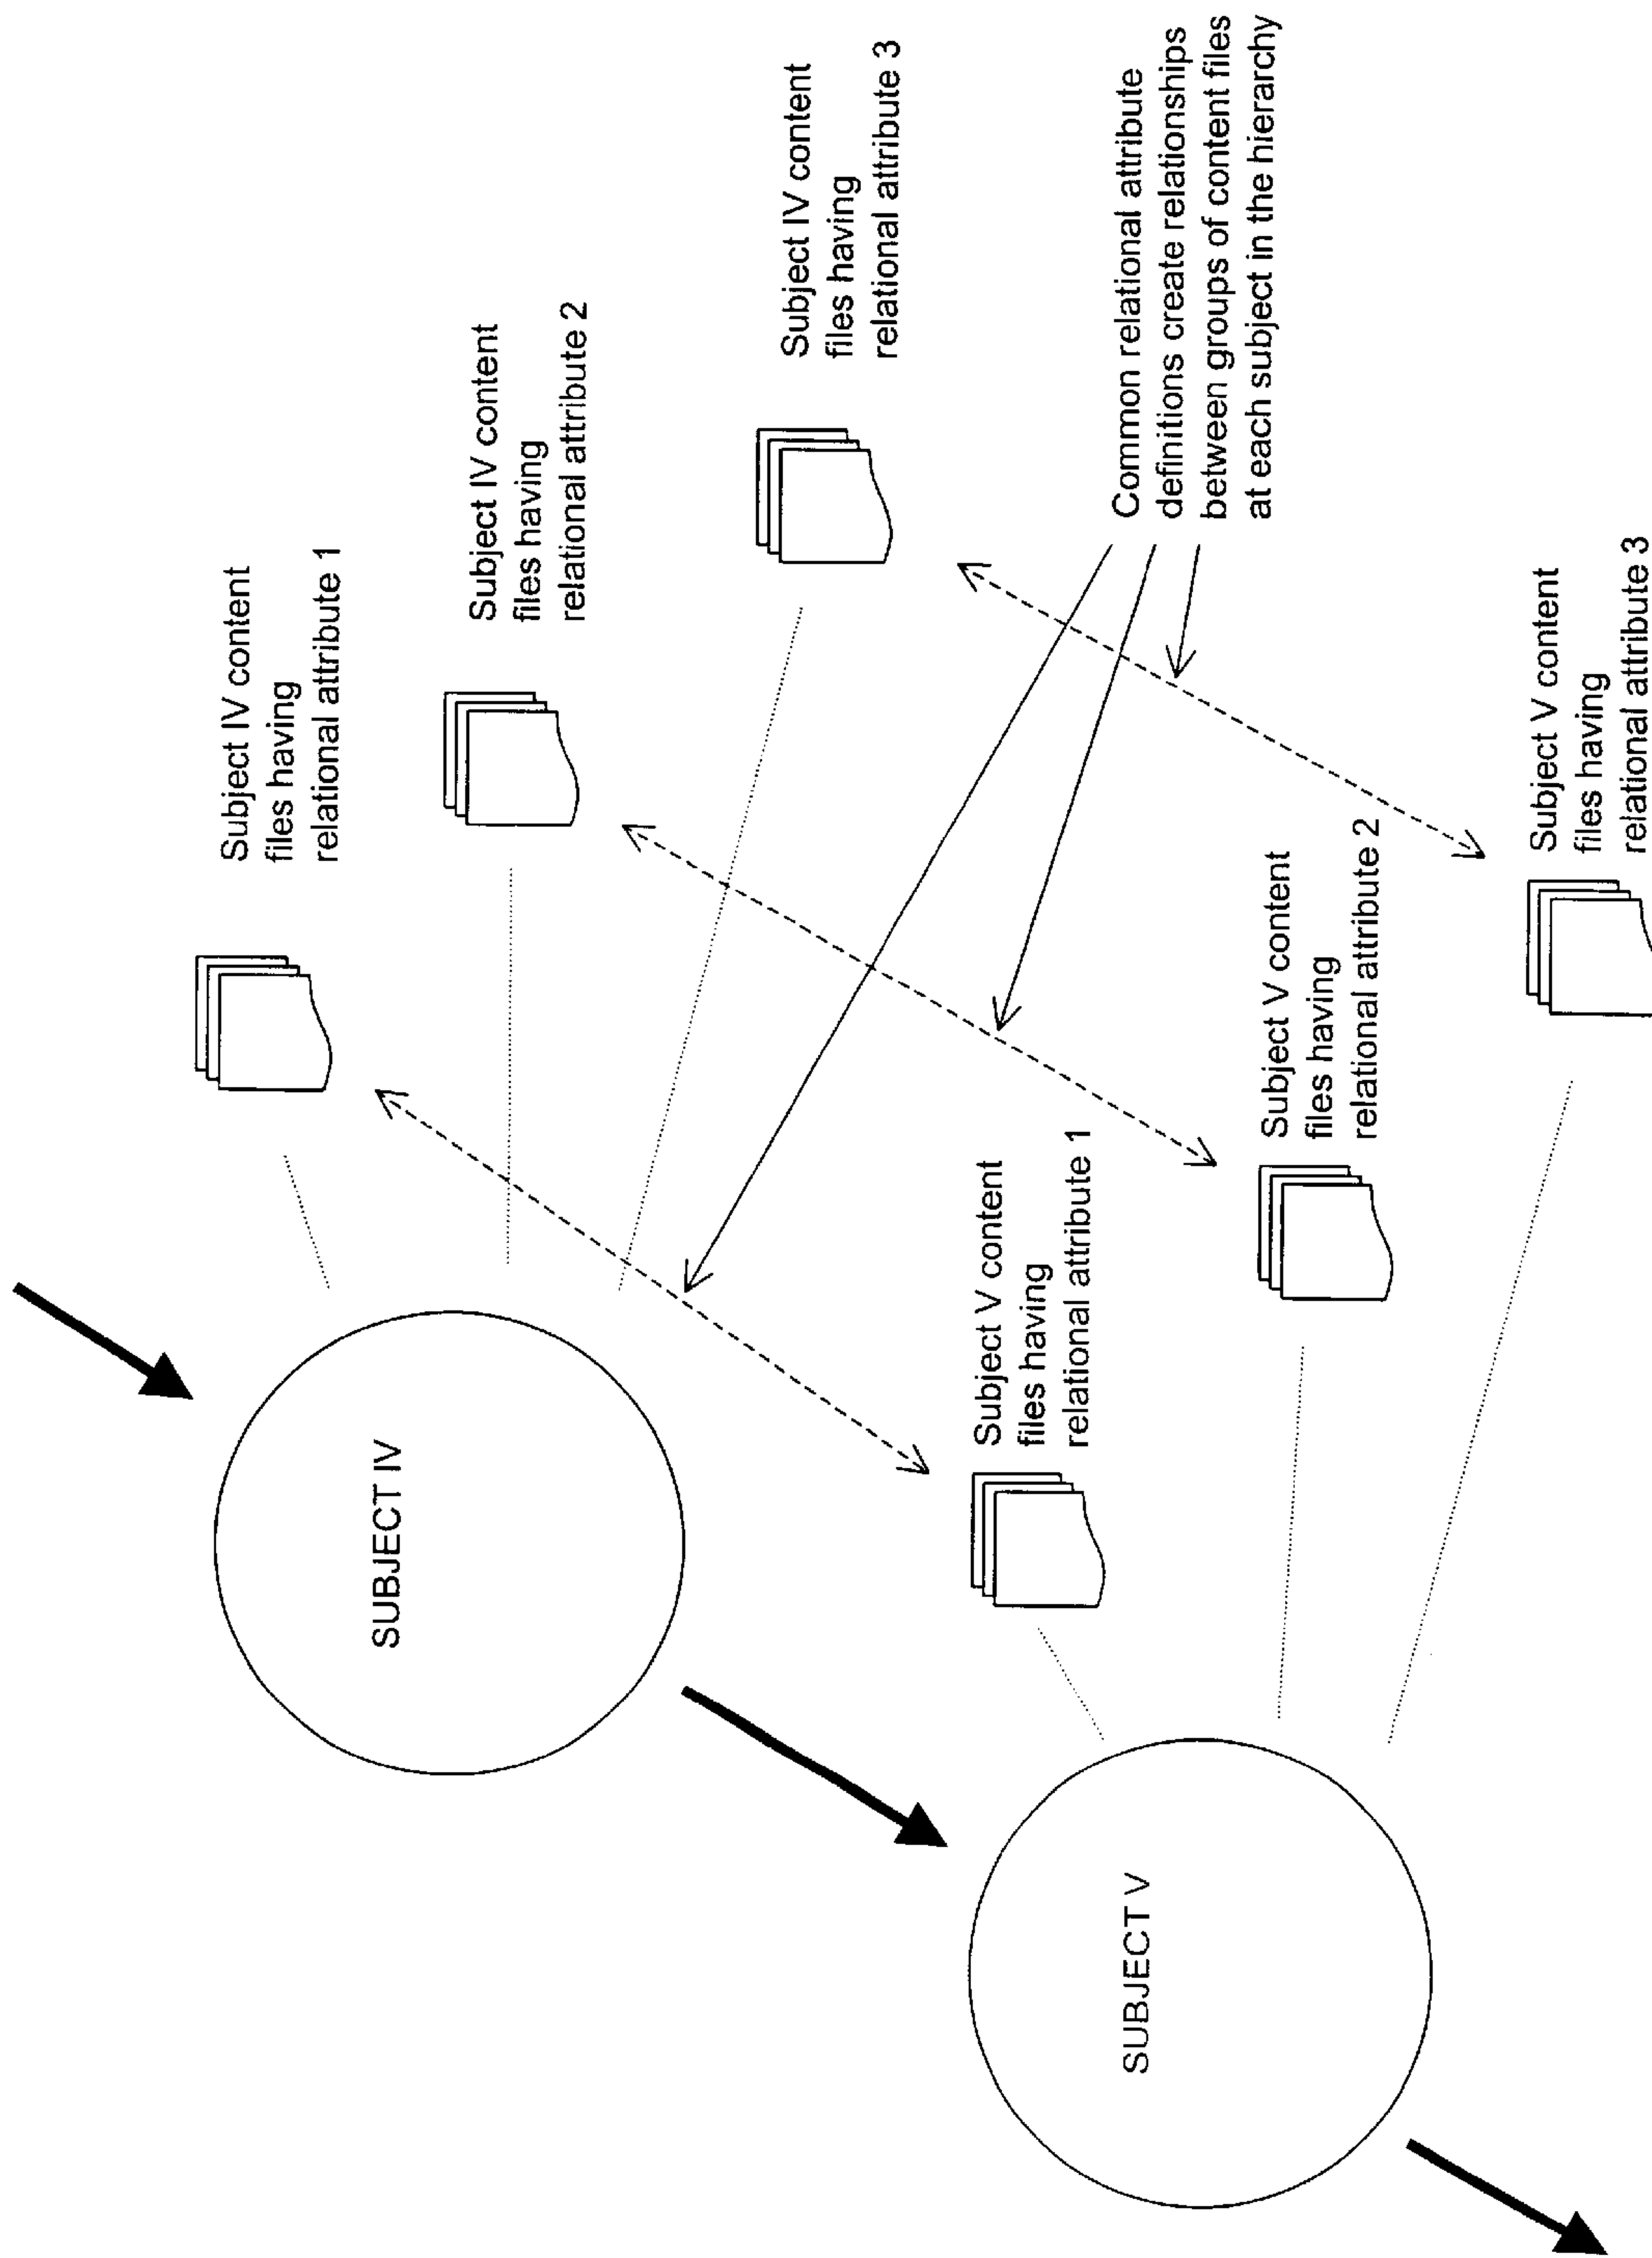 SUBJECT IV
Subject IV content
files having
relational attribute 1
Subject IV content
files having
relational attribute 2
Subject IV content
files having
relational attribute 3
Common relational attribute
definitions create relationships
between groups of content files
at each subject in the hierarchy
SUBJECT V
Subject V content
files having
relational attribute 1
Subject V content
files having
relational attribute 2
Subject V content
files having
relational attribute 3